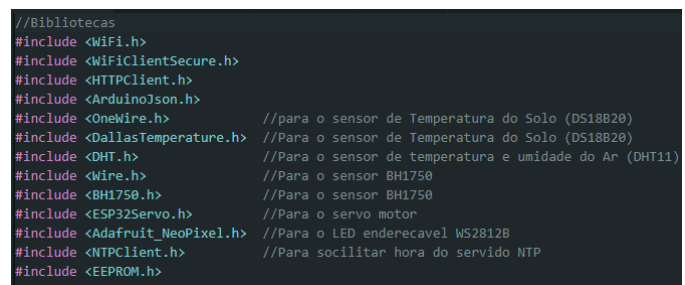 //Bibliotecas
#include <WiFi.h>
#include <WiFiClientSecure.h>
#include <HTTPClient.h>
#include <ArduinoJson.h>
#include <OneWire.h> //para o sensor de Temperatura do Solo (DS18B20)
#include <DallasTemperature.h> //Para o sensor de Temperatura do Solo (DS18B20)
#include <DHT.h> //Para o sensor de temperatura e umidade do Ar (DHT11)
#include <Wire.h> //Para o sensor BH1750
#include <BH1750.h> //Para o sensor BH1750
#include <ESP32Servo.h> //Para o servo motor
#include <Adafruit_NeoPixel.h> //Para o LED enderecavel WS2812B
#include <NTPClient.h> //Para socilitar hora do servido NTP
#include <EEPROM.h>